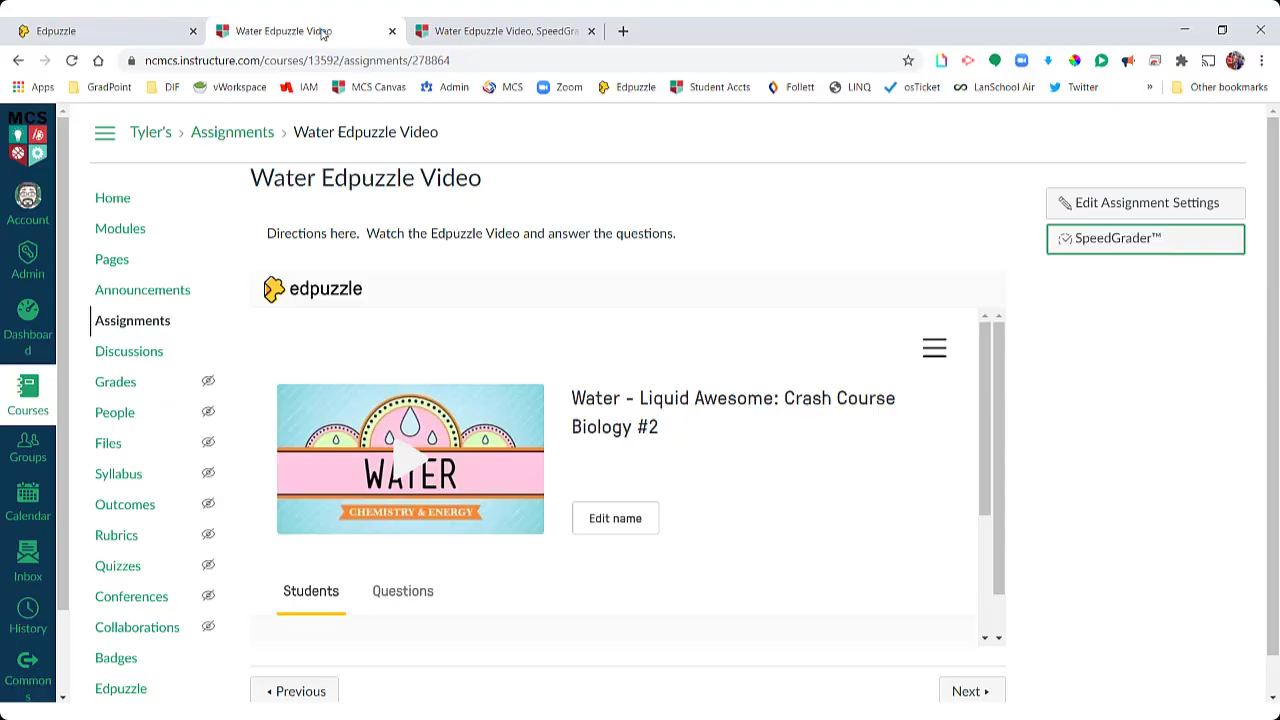 Edpuzzle
Water Edpuzzle Video
Water Edpuzzle Video, SpeedGra
ncmcs.instructure.com/courses/13592/assignments/278864
Apps
GradPoint
DIF
vWorkspace
IAM
MCS Canvas
Admin
MCS
Zoom
Edpuzzle
Student Accts
Follett
LINQ
osTicket
LanSchool Air
Twitter
»
Other bookmarks
MCS
Account
Admin
Dashboar
d
Courses
Groups
Calendar
Inbox
History
Common
s
Tyler's › Assignments › Water Edpuzzle Video
Home
Modules
Pages
Announcements
Assignments
Discussions
Grades
People
Files
Syllabus
Outcomes
Rubrics
Quizzes
Conferences
Collaborations
Badges
Edpuzzle
Water Edpuzzle Video
Directions here. Watch the Edpuzzle Video and answer the questions.
edpuzzle
WATER
CHEMISTRY & ENERGY
Water - Liquid Awesome: Crash Course
Biology #2
Edit name
Students
Questions
Previous
Next
Edit Assignment Settings
SpeedGrader™